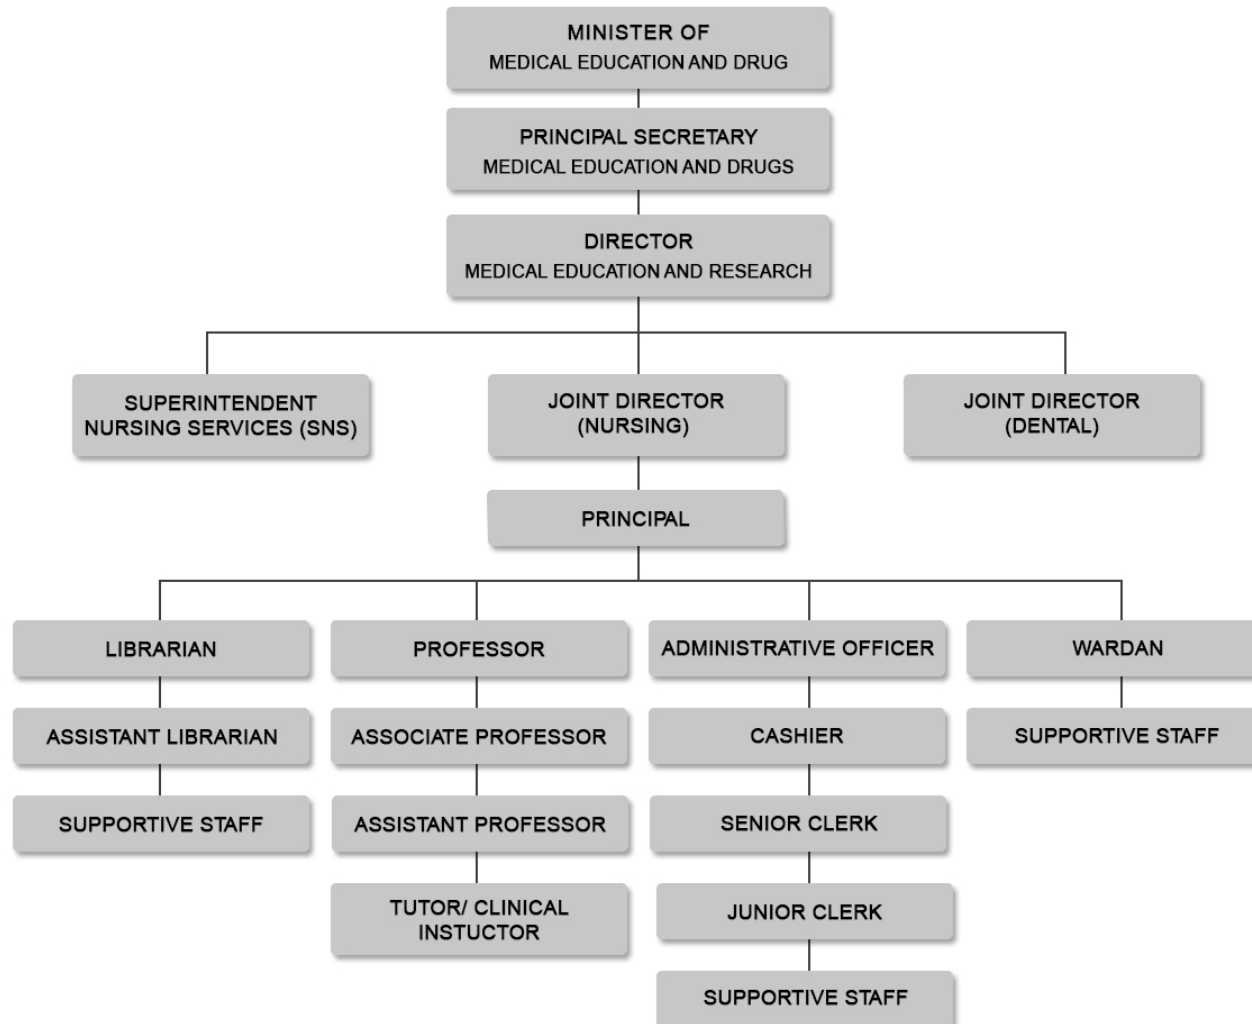 MINISTER OF
MEDICAL EDUCATION AND DRUG
PRINCIPAL SECRETARY
MEDICAL EDUCATION AND DRUGS
DIRECTOR
MEDICAL EDUCATION AND RESEARCH
SUPERINTENDENT
NURSING SERVICES (SNS)
JOINT DIRECTOR
(NURSING)
JOINT DIRECTOR
(DENTAL)
PRINCIPAL
LIBRARIAN
PROFESSOR
ADMINISTRATIVE OFFICER
WARDAN
ASSISTANT LIBRARIAN
ASSOCIATE PROFESSOR
CASHIER
SUPPORTIVE STAFF
SUPPORTIVE STAFF
ASSISTANT PROFESSOR
SENIOR CLERK
TUTOR/ CLINICAL
INSTUCTOR
JUNIOR CLERK
SUPPORTIVE STAFF